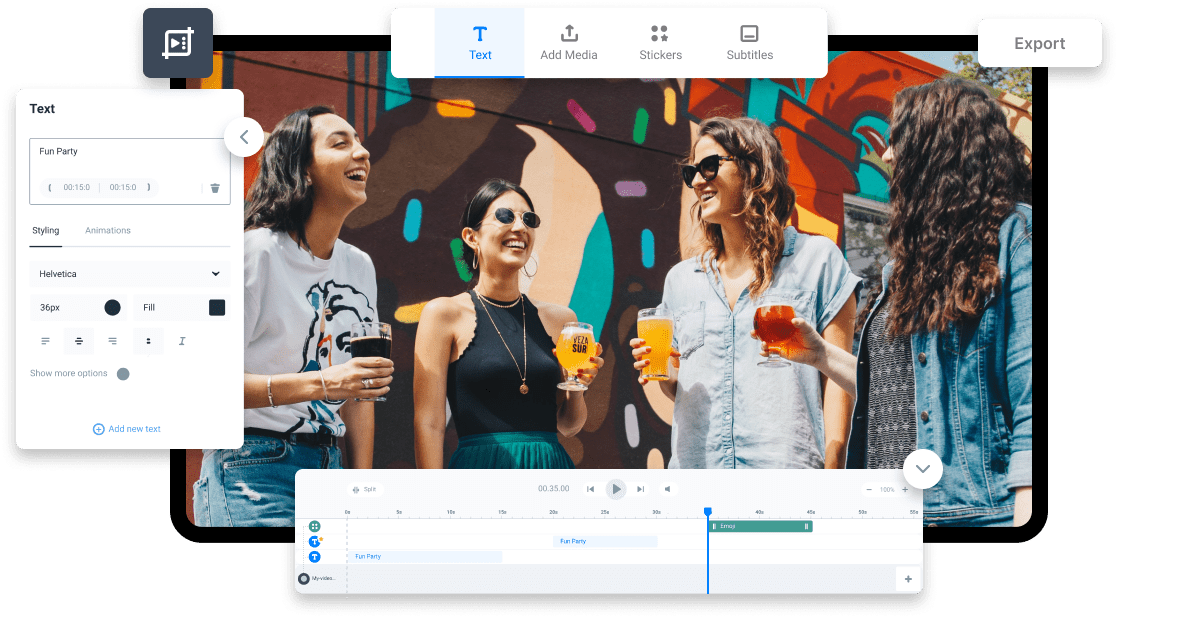 Text
Add Media
Stickers
Subtitles
Export
Text
Fun Party
00:15:0
00:15:0
Styling
Animations
Helvetica
36px
Fill
Show more options
Add new text
VEZA
SUR
Split
00.35.00
100%
0s
5s
10s
15s
20s
25s
30s
40s
45s
50s
55s
Emoji
Fun Party
Fun Party
My-video...